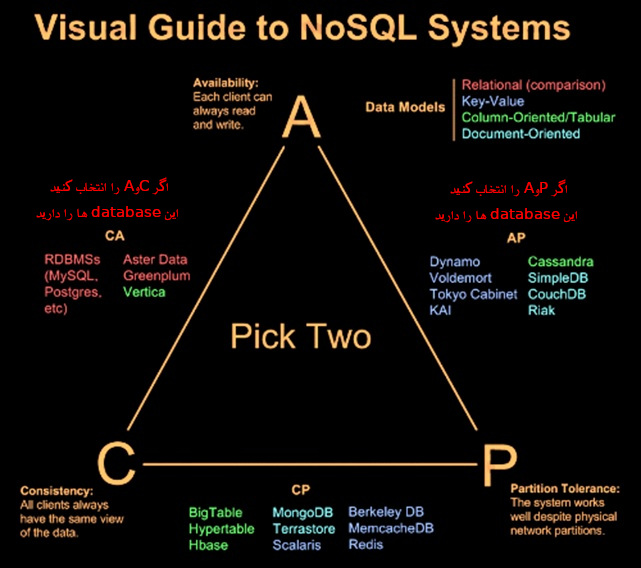 Visual Guide to NoSQL Systems
Availability:
Each client can
always read
and write.
A
Data Models
Relational (comparison)
Key-Value
Column-Oriented/Tabular
Document-Oriented
اگر CوA را انتخاب کنید
این database ها را دارید
CA
RDBMSs
(MySQL,
Postgres,
etc)
Aster Data
Greenplum
Vertica
اگر PوA را انتخاب کنید
این database ها را دارید
AP
Dynamo
Voldemort
Tokyo Cabinet
KAI
Cassandra
SimpleDB
CouchDB
Riak
Pick Two
C
P
Consistency:
All clients always
have the same view
of the data.
CP
BigTable
Hypertable
Hbase
MongoDB
Terrastore
Scalaris
Berkeley DB
MemcacheDB
Redis
Partition Tolerance:
The system works
well despite physical
network partitions.